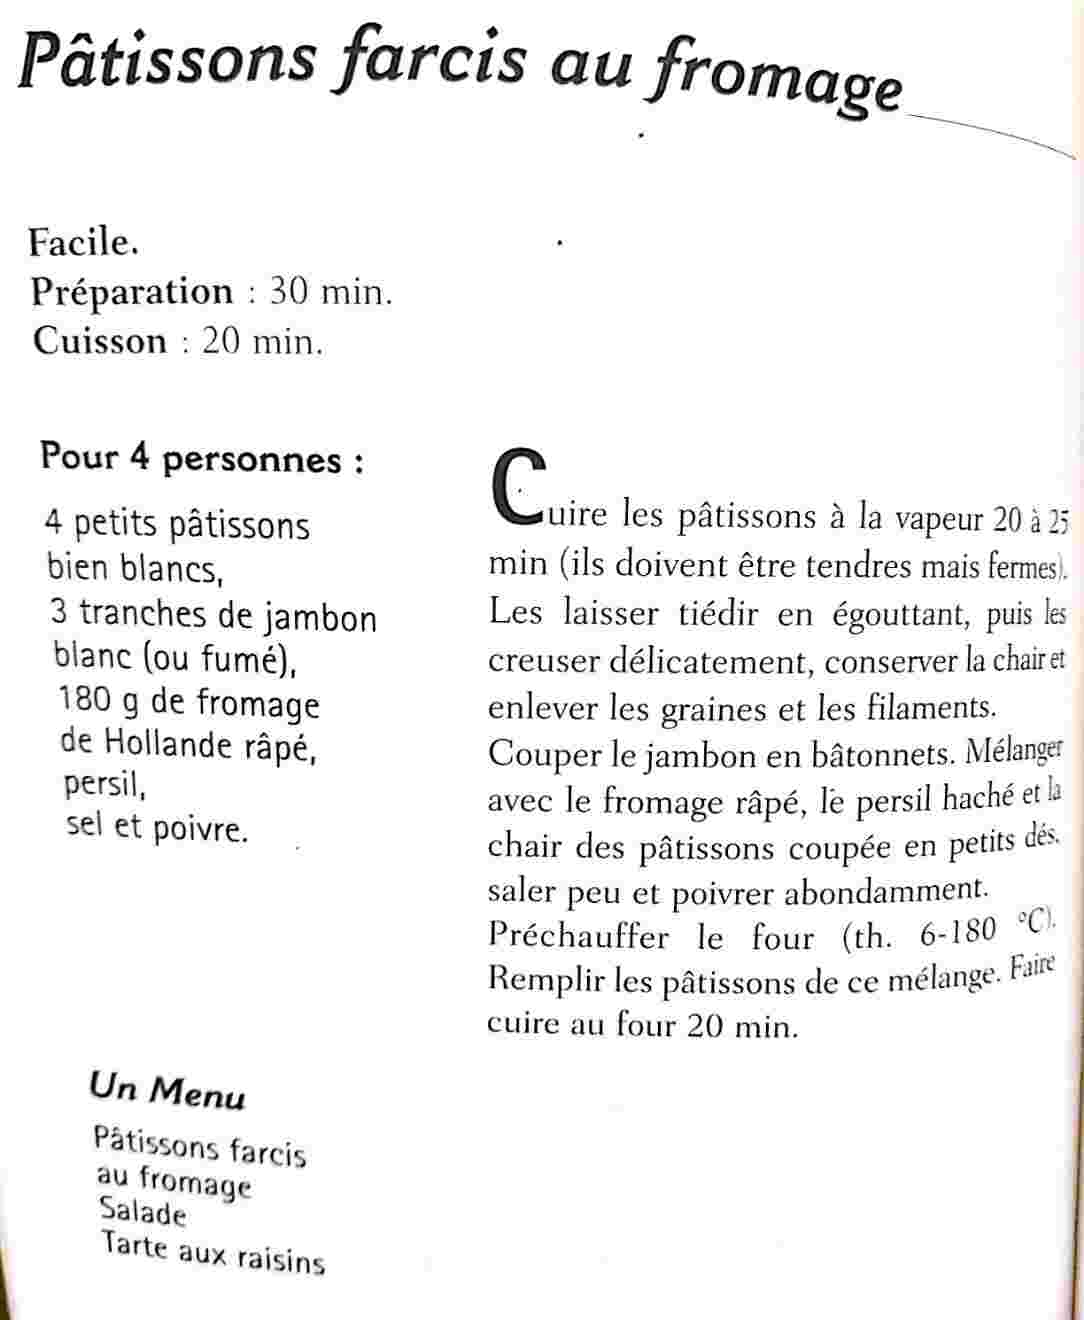 Pâtissons farcis au fromage
Facile.
Préparation : 30 min.
Cuisson : 20 min.
Pour 4 personnes :
4 petits pâtissons
bien blancs,
3 tranches de jambon
blanc (ou fumé),
180 g de fromage
de Hollande râpé,
persil,
sel et poivre.
Cuire les pâtissons à la vapeur 20 à 25
min (ils doivent être tendres mais fermes).
Les laisser tiédir en égouttant, puis les
creuser délicatement, conserver la chair et
enlever les graines et les filaments.
Couper le jambon en bâtonnets. Mélanger
avec le fromage râpé, le persil haché et la
chair des pâtissons coupée en petits dés.
saler peu et poivrer abondamment.
Préchauffer le four (th. 6-180 °C).
Remplir les pâtissons de ce mélange. Faire
cuire au four 20 min.
Un Menu
Pâtissons farcis
au fromage
Salade
Tarte aux raisins